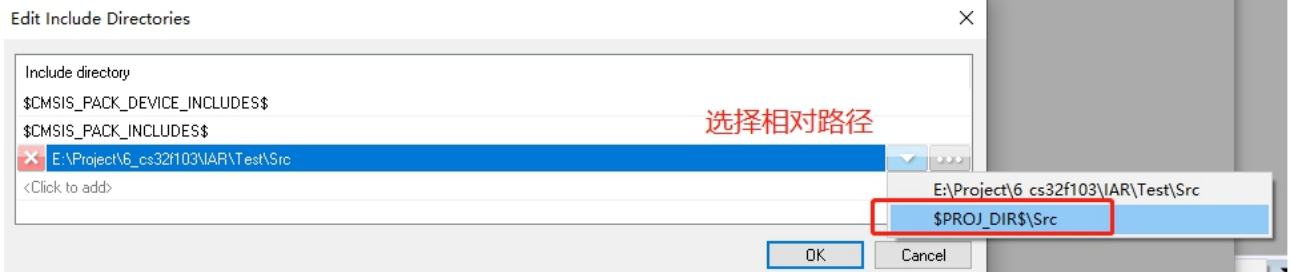 Edit Include Directories
Include directory
$CMSIS_PACK_DEVICE_INCLUDES$
$CMSIS_PACK_INCLUDES$
选择相对路径
E:\Project\6_cs32f103\IAR\Test\Src
<Click to add>
E:\Project\6_cs32f103\IAR\Test\Src
$PROJ_DIR$\Src
OK
Cancel